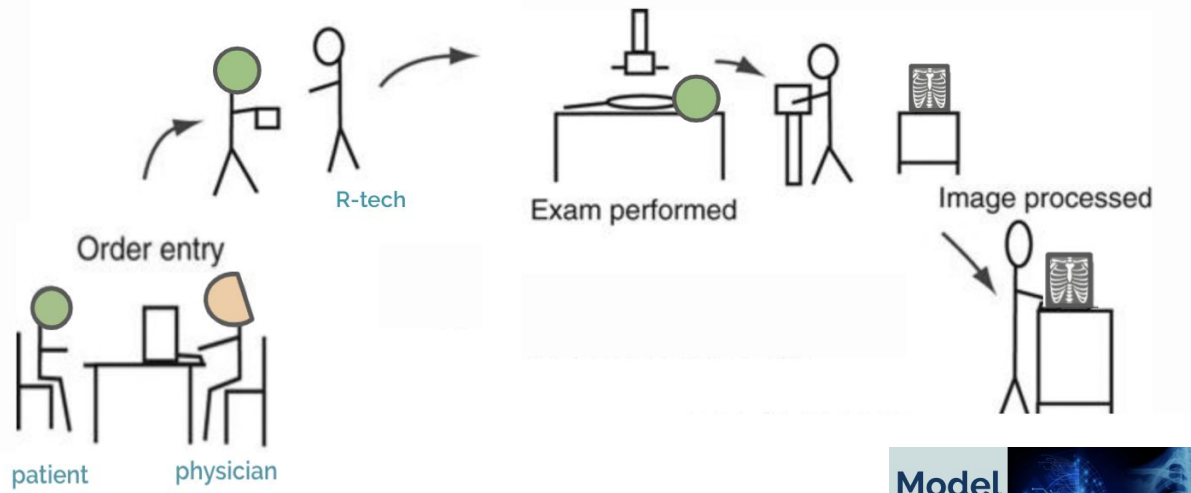 R-tech
Exam performed
Image processed
Order entry
patient
physician
Model